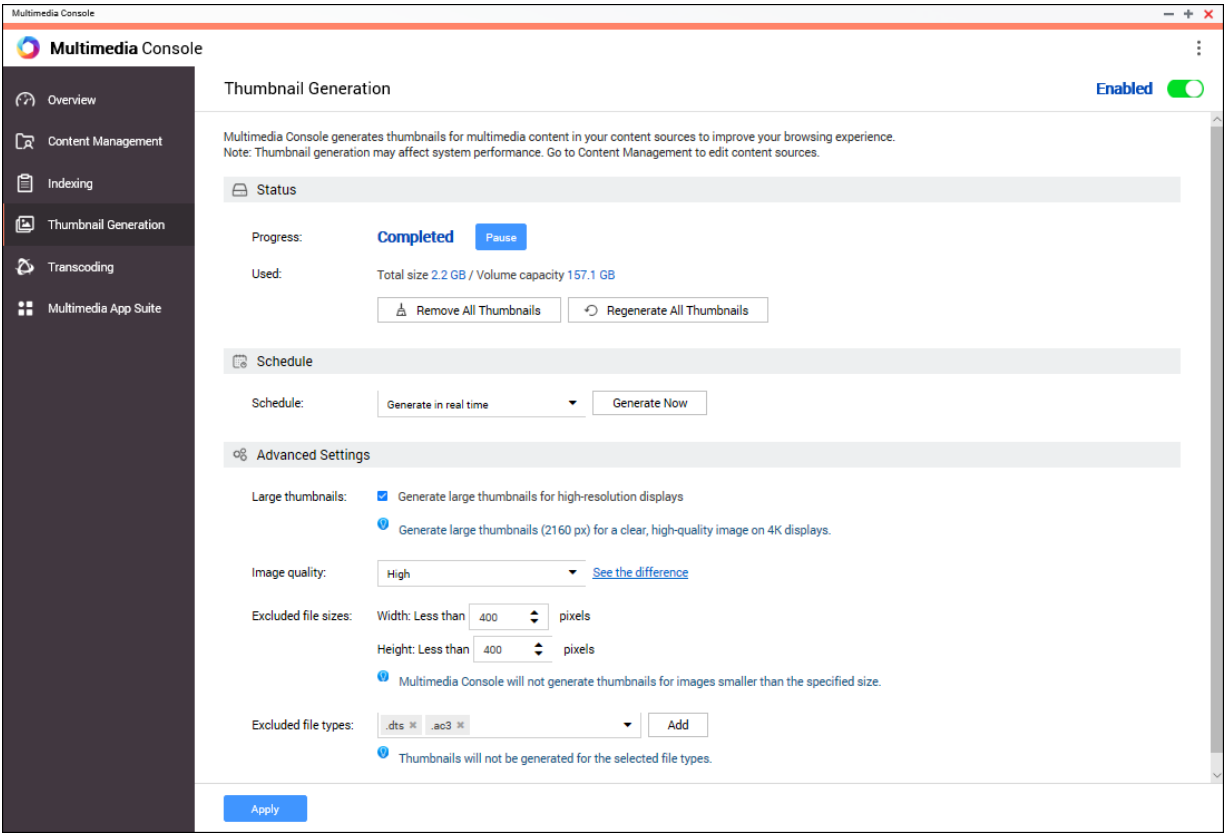 Multimedia Console
Multimedia Console
Overview
Content Management
Indexing
Thumbnail Generation
Transcoding
Multimedia App Suite
Thumbnail Generation
Enabled
Multimedia Console generates thumbnails for multimedia content in your content sources to improve your browsing experience.
Note: Thumbnail generation may affect system performance. Go to Content Management to edit content sources.
Status
Progress: Completed Pause
Used: Total size 2.2 GB / Volume capacity 157.1 GB
Remove All Thumbnails Regenerate All Thumbnails
Schedule
Schedule: Generate in real time Generate Now
Advanced Settings
Large thumbnails: Generate large thumbnails for high-resolution displays
Generate large thumbnails (2160 px) for a clear, high-quality image on 4K displays.
Image quality: High See the difference
Excluded file sizes: Width: Less than 400 pixels
Height: Less than 400 pixels
Multimedia Console will not generate thumbnails for images smaller than the specified size.
Excluded file types: .dts .ac3 Add
Thumbnails will not be generated for the selected file types.
Apply